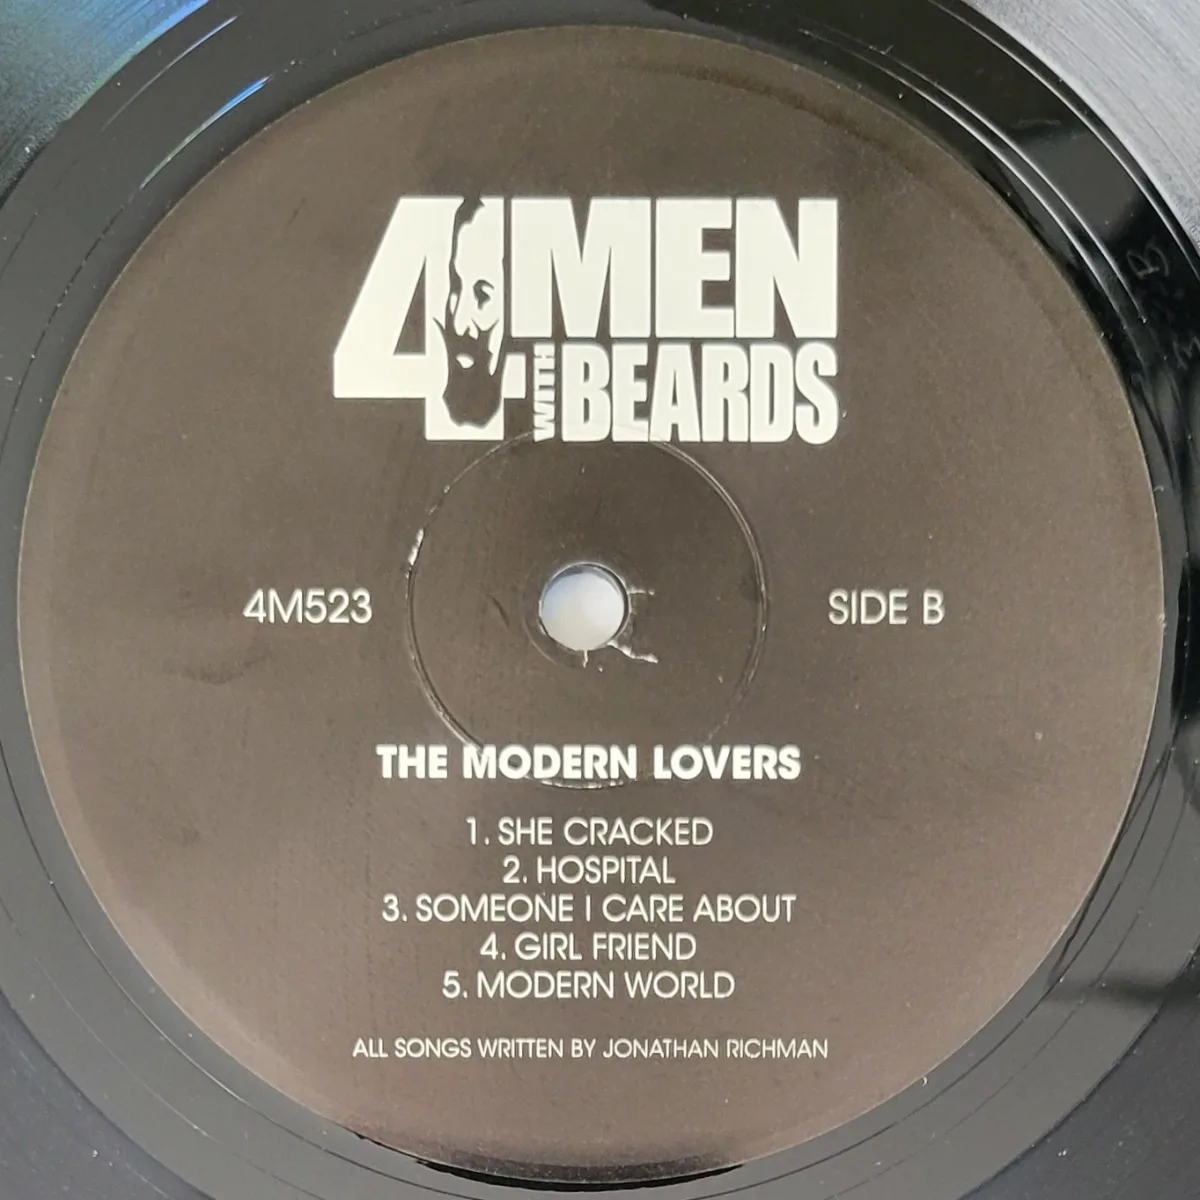 4 MEN
WITH BEARDS
4M523
SIDE B
THE MODERN LOVERS
1. SHE CRACKED
2. HOSPITAL
3. SOMEONE I CARE ABOUT
4. GIRL FRIEND
5. MODERN WORLD
ALL SONGS WRITTEN BY JONATHAN RICHMAN